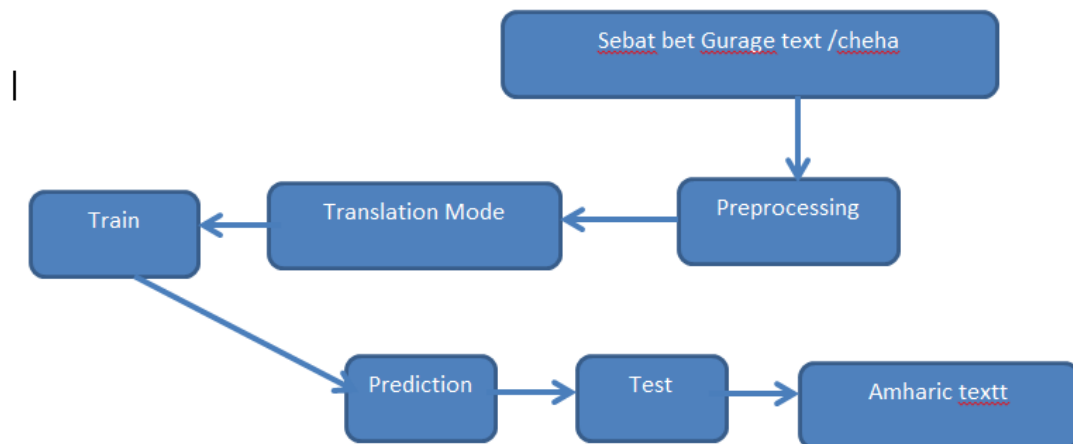 Sebat bet Gurage text /cheha
Preprocessing
Translation Mode
Train
Prediction
Test
Amharic textt